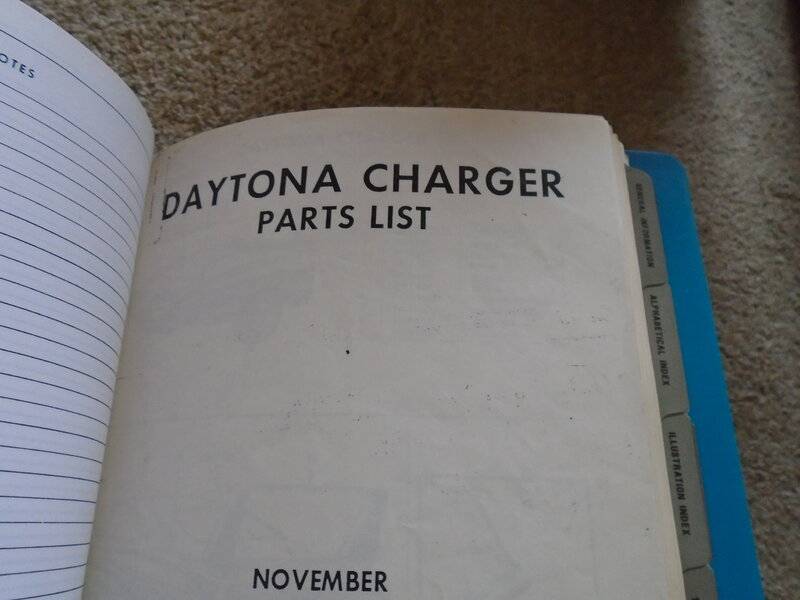 OTES
DAYTONA CHARGER
PARTS LIST
NOVEMBER
GENERAL INFORMATION
ALPHABETICAL INDEX
ILLUSTRATION INDEX